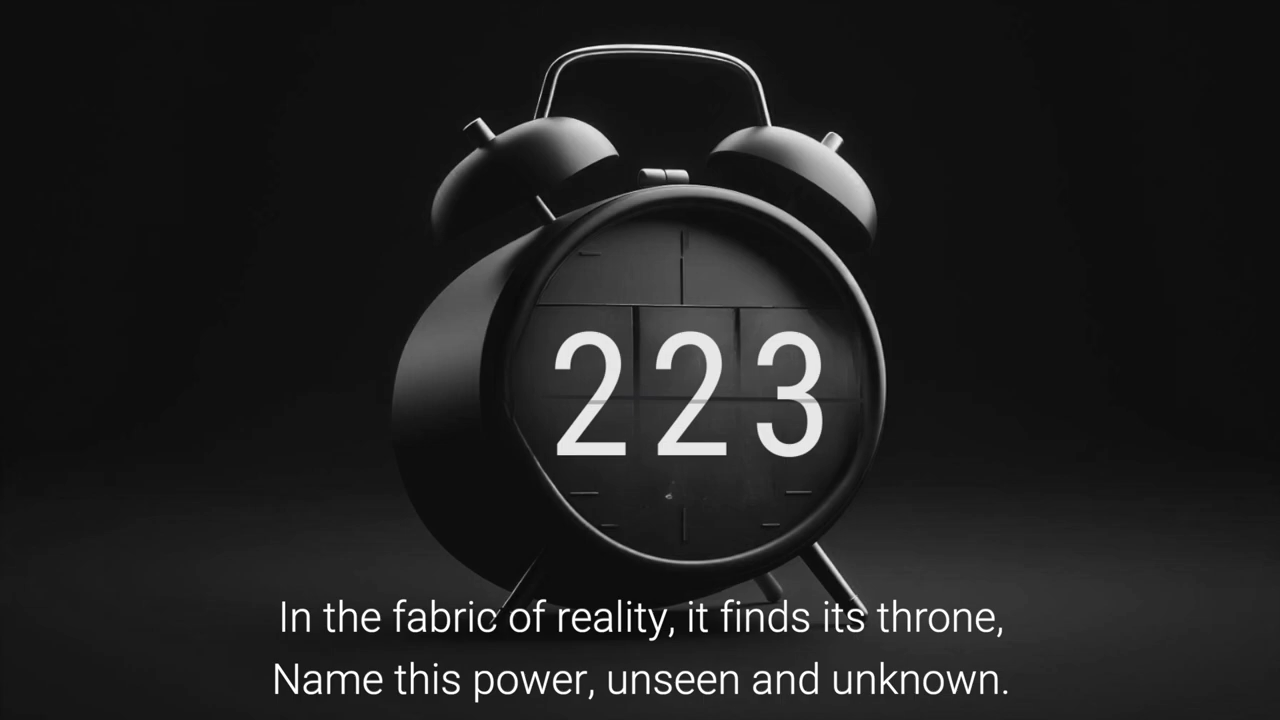 223
In the fabric of reality, it finds its throne,
Name this power, unseen and unknown.